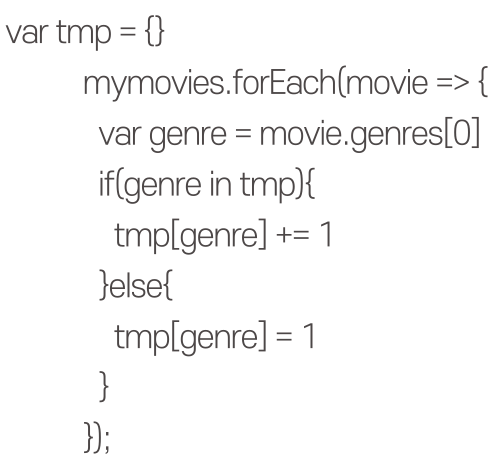 var tmp = {}
mymovies.forEach(movie => {
var genre = movie.genres[0]
if(genre in tmp){
tmp[genre] += 1
}else{
tmp[genre] = 1
}
});